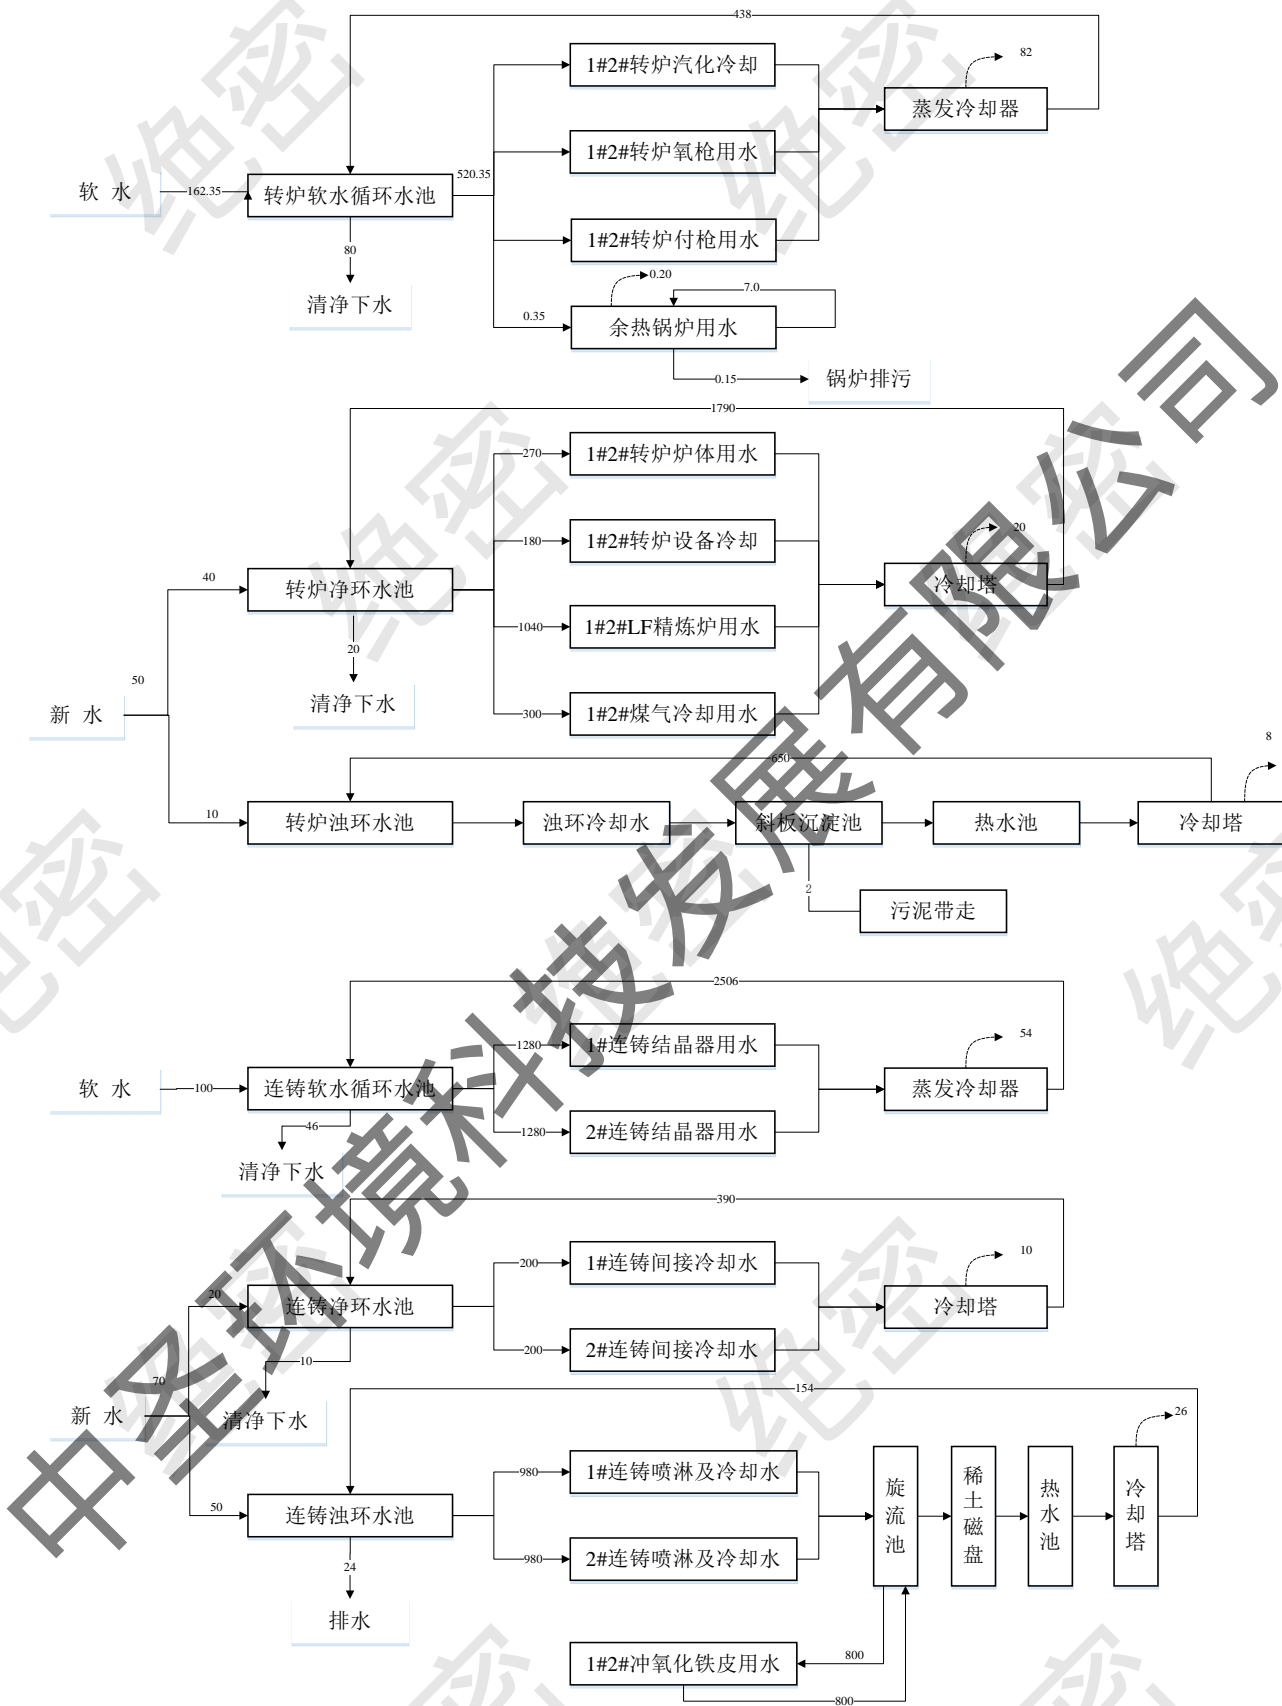 438
1#2#转炉汽化冷却
82
蒸发冷却器
1#2#转炉氧枪用水
软 水
162.35
转炉软水循环水池
520.35
1#2#转炉付枪用水
80
清净下水
0.20
7.0
0.35
余热锅炉用水
0.15
锅炉排污
1790
270
1#2#转炉炉体用水
180
1#2#转炉设备冷却
20
冷却塔
40
转炉净环水池
1040
1#2#LF精炼炉用水
20
清净下水
50
新 水
300
1#2#煤气冷却用水
8
650
10
转炉浊环水池
浊环冷却水
斜板沉淀池
热水池
冷却塔
2
污泥带走
2506
1280
1#连铸结晶器用水
54
软 水
100
连铸软水循环水池
蒸发冷却器
46
1280
2#连铸结晶器用水
清净下水
390
200
1#连铸间接冷却水
10
20
连铸净环水池
冷却塔
10
200
2#连铸间接冷却水
70
新 水
清净下水
154
26
980
1#连铸喷淋及冷却水
旋流池
稀土磁盘
热水池
冷却塔
50
连铸浊环水池
980
2#连铸喷淋及冷却水
24
排水
1#2#冲氧化铁皮用水
800
800
中圣环境科技发展有限公司
绝密
绝密
绝密
绝密
绝密
绝密
绝密
绝密
绝密